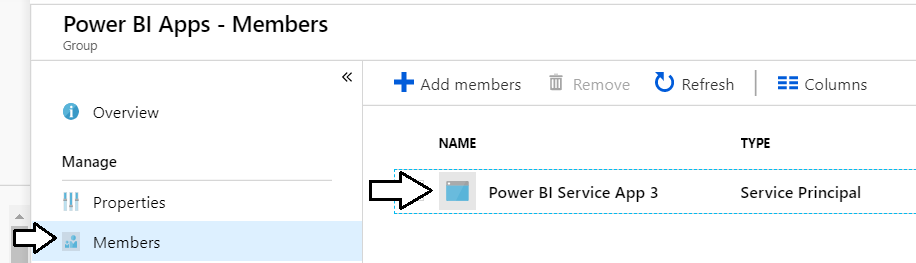 Power BI Apps - Members
Group
«
Overview
Manage
Properties
Members
Add members
Remove
Refresh
Columns
NAME TYPE
Power BI Service App 3 Service Principal